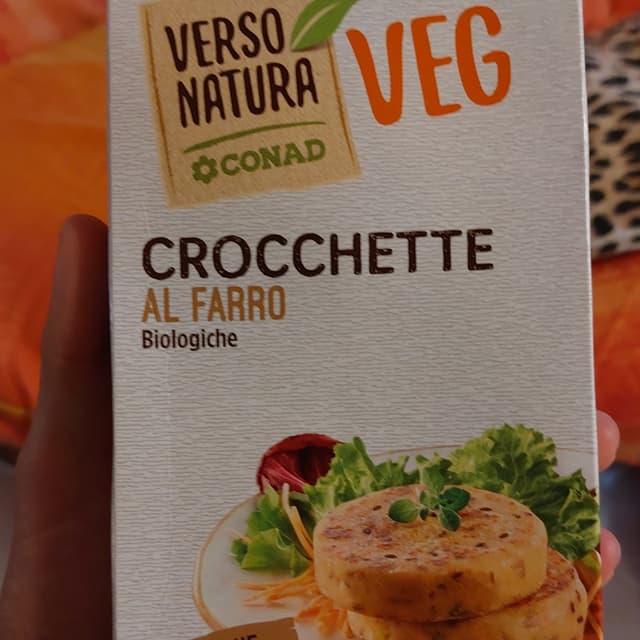 VERSO
NATURA
CONAD
VEG
CROCCHETTE
AL FARRO
Biologiche